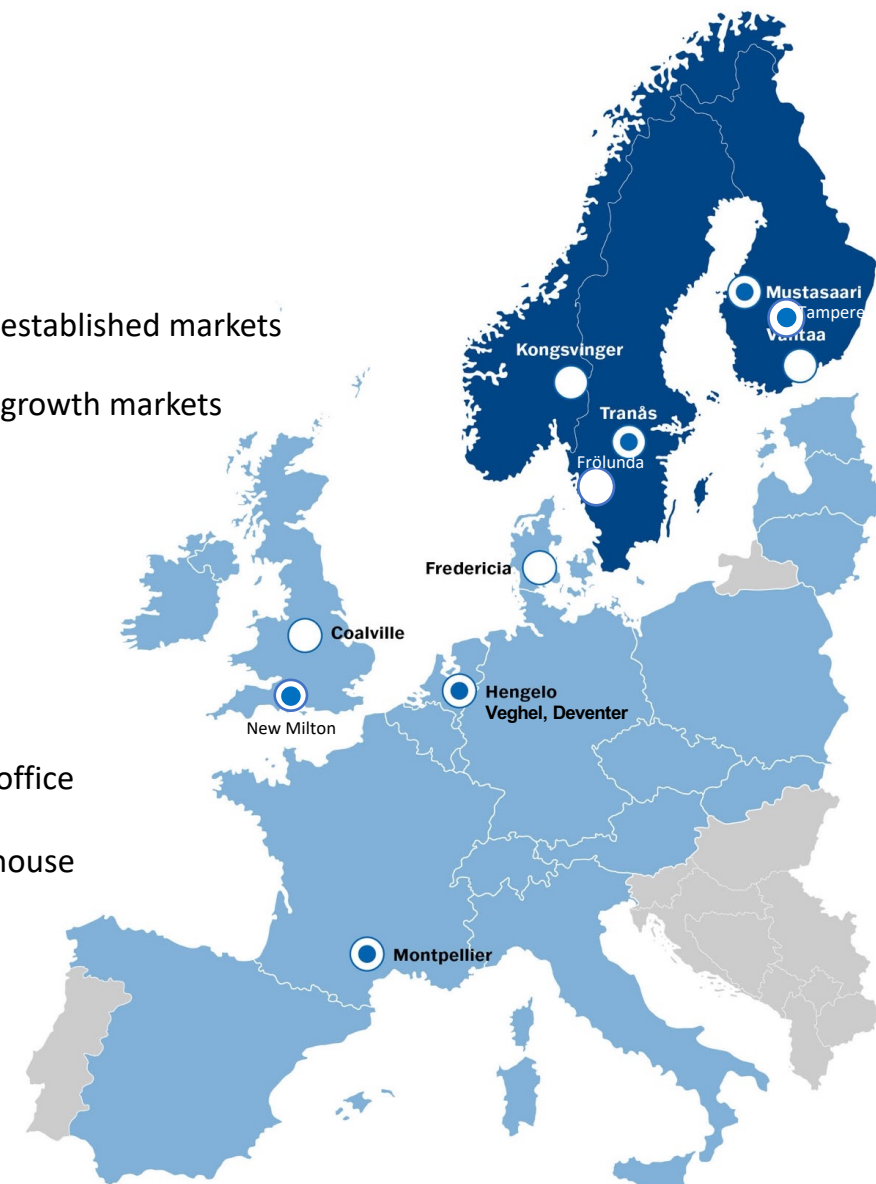 established markets
growth markets
Mustasaari
Tampere
Vantaa
Kongsvinger
Tranås
Frölunda
Fredericia
Coalville
New Milton
Hengelo
Veghel, Deventer
office
house
Montpellier